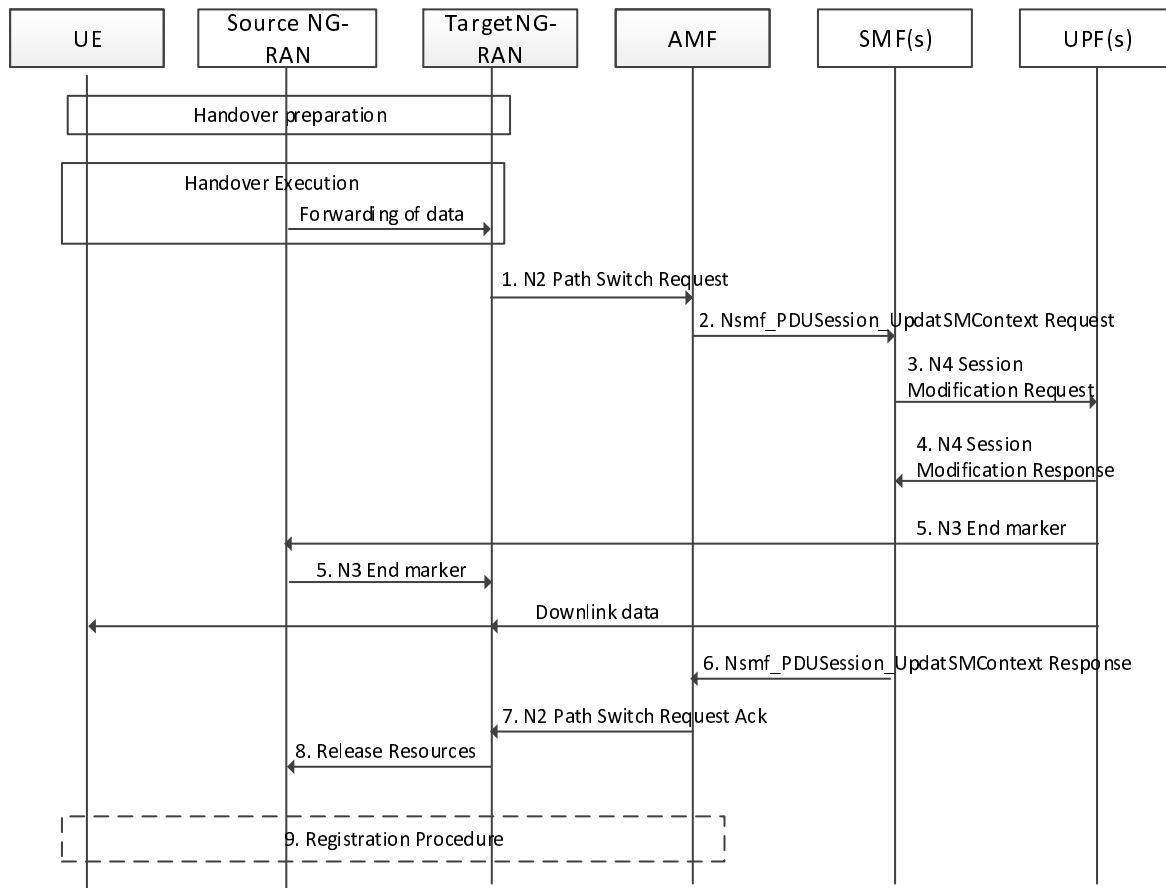 UE
Source NG-
RAN
TargetNG-
RAN
AMF
SMF(s)
UPF(s)
Handover preparation
Handover Execution
Forwarding of data
1. N2 Path Switch Request
2. Nsmf_PDUSession_UpdatSMContext Request
3. N4 Session
Modification Request
4. N4 Session
Modification Response
5. N3 End marker
5. N3 End marker
Downlink data
6. Nsmf_PDUSession_UpdatSMContext Response
7. N2 Path Switch Request Ack
8. Release Resources
9. Registration Procedure